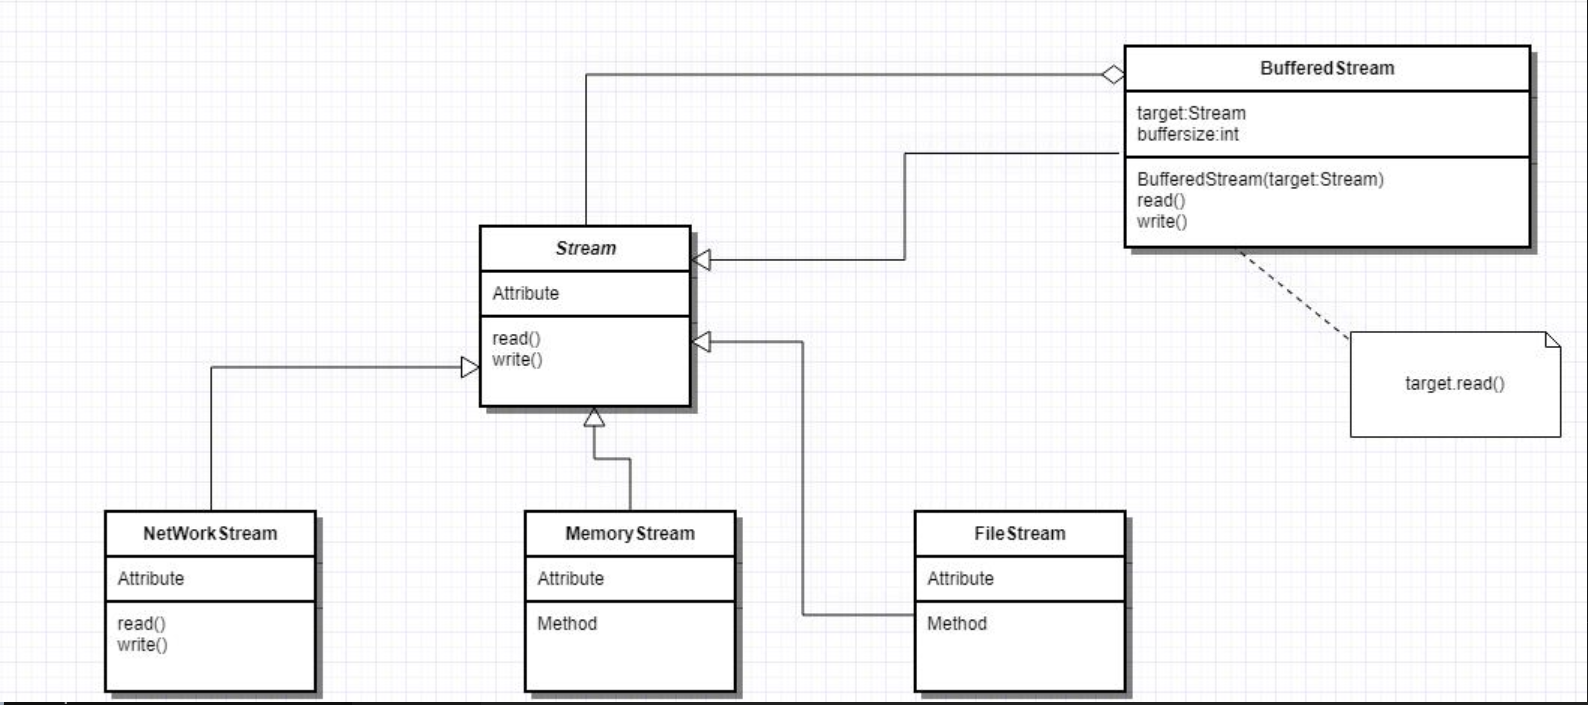 BufferedStream
target:Stream
buffersize:int
BufferedStream(target:Stream)
read()
write()
Stream
Attribute
read()
write()
target.read()
NetWorkStream
Attribute
read()
write()
MemoryStream
Attribute
Method
FileStream
Attribute
Method